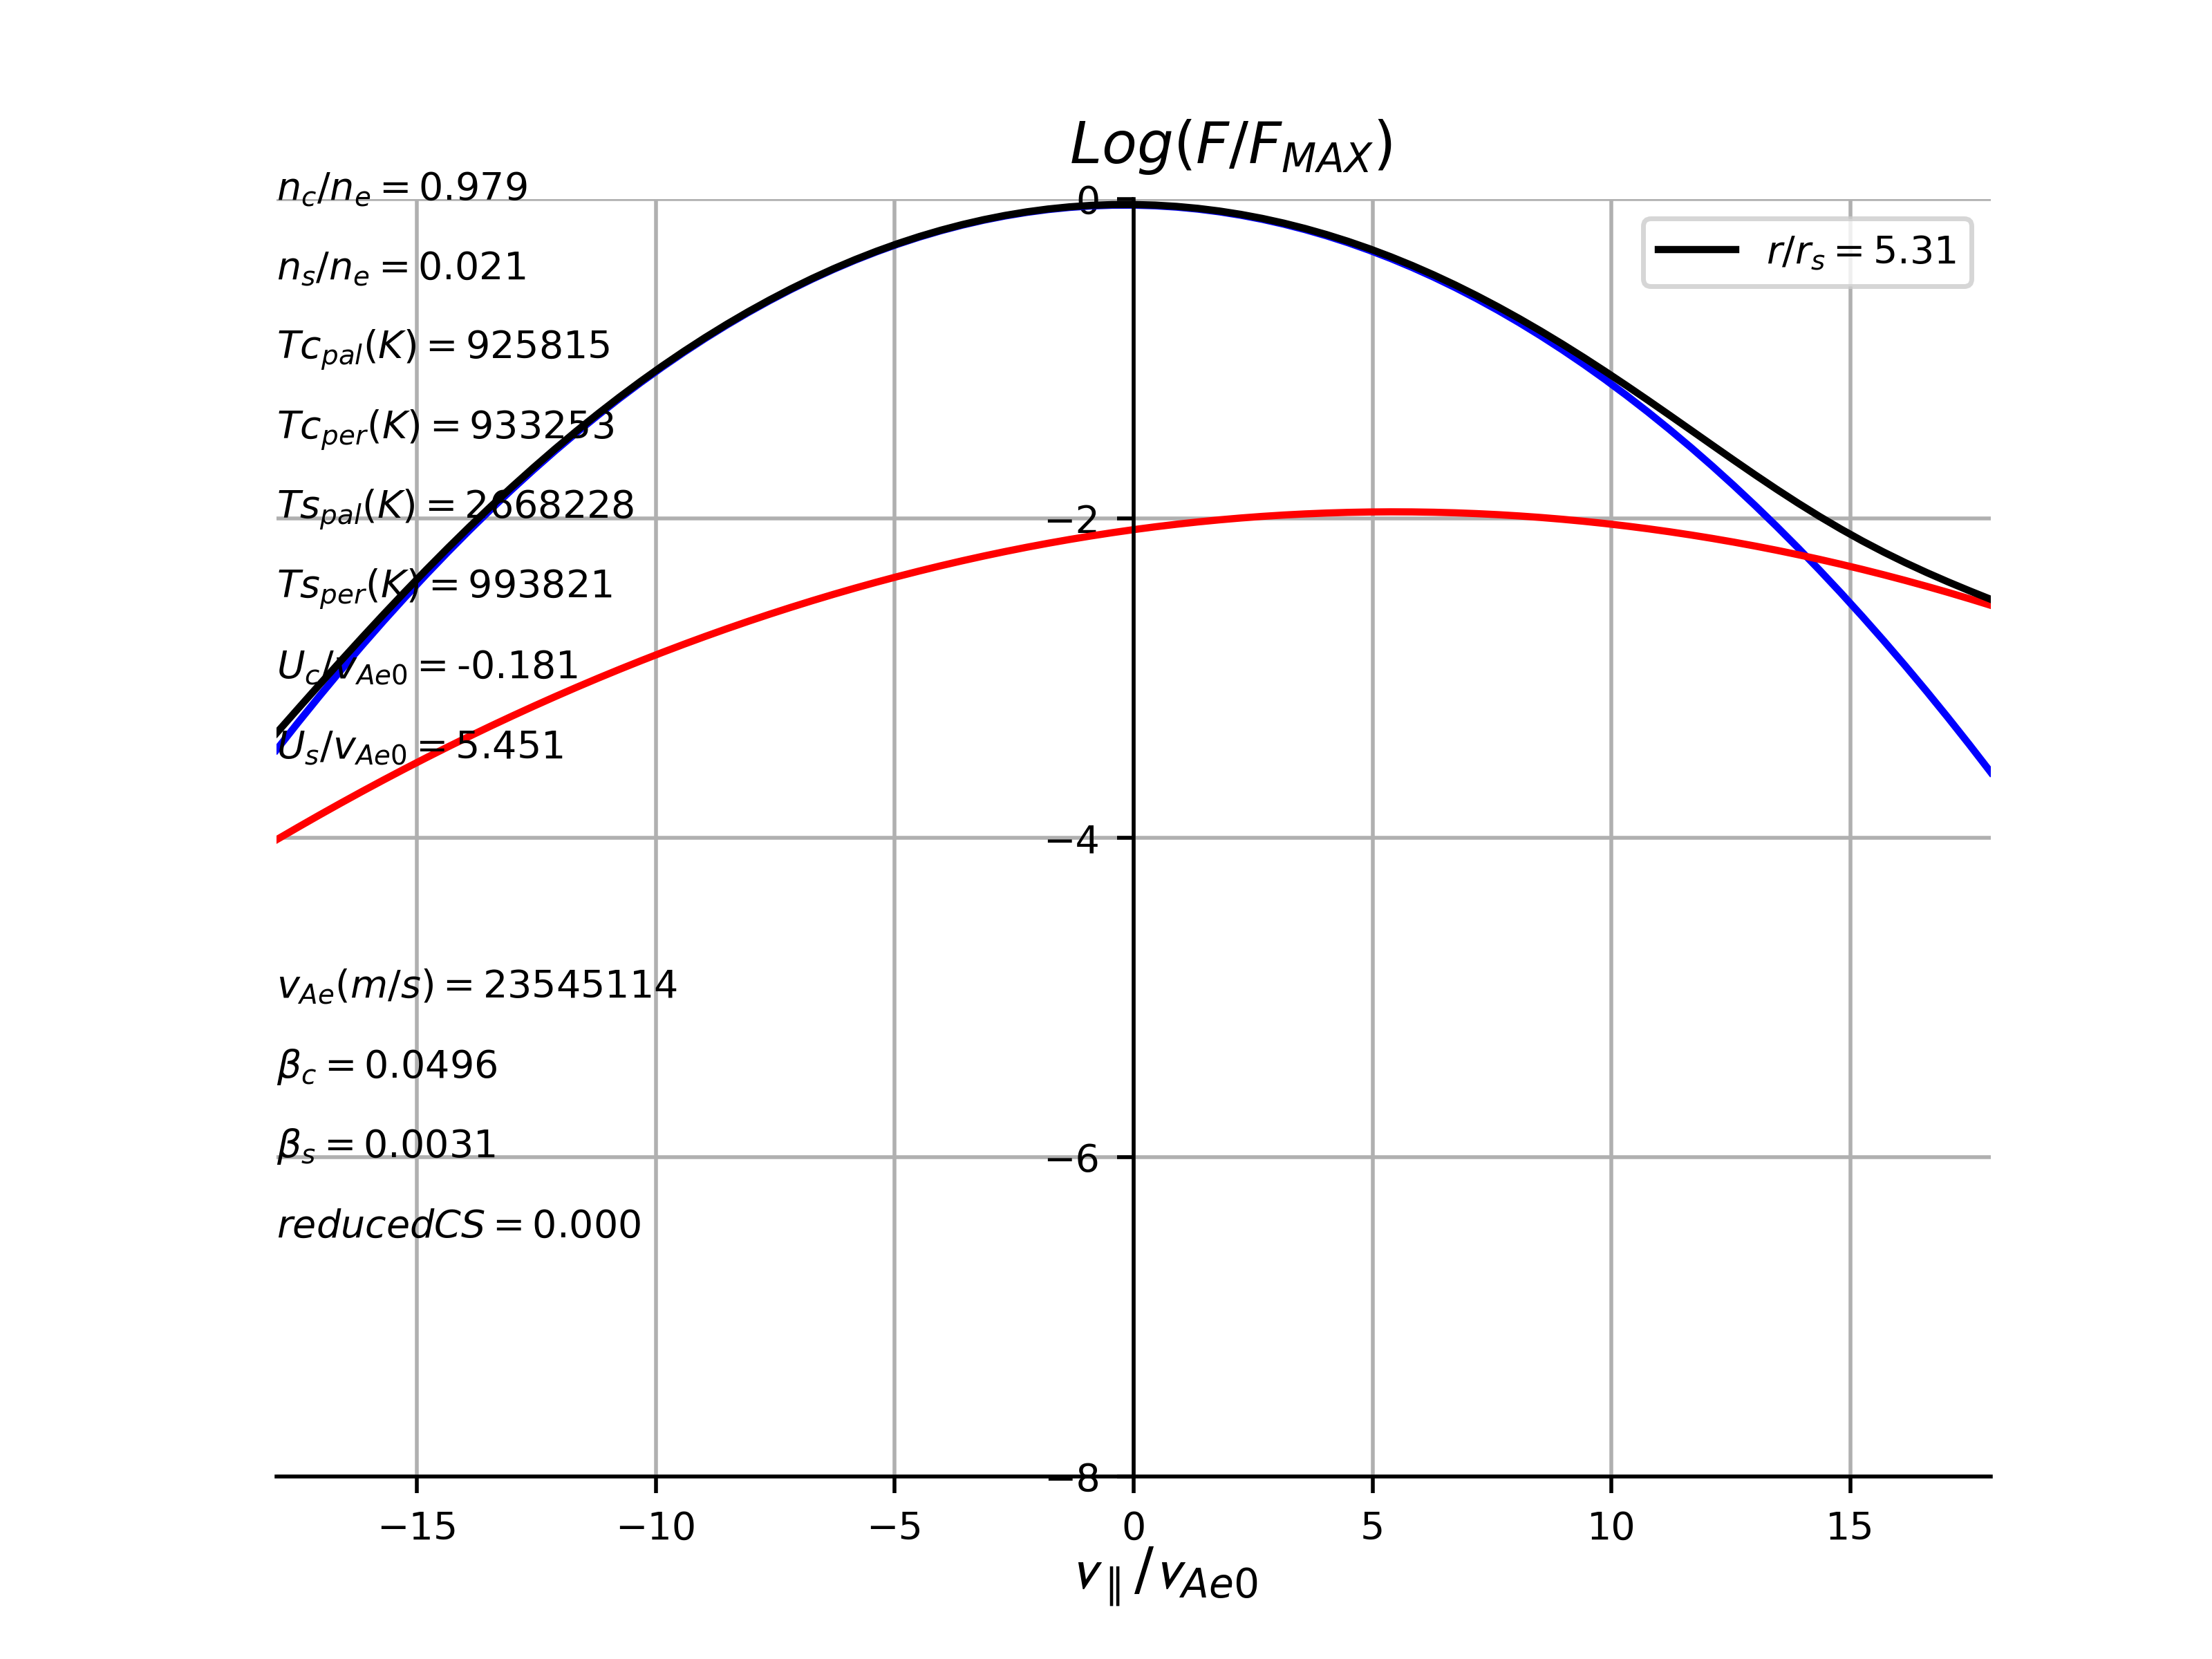 Log(F/F_MAX)
n_c/n_e = 0.979
0
r/r_s = 5.31
n_s/n_e = 0.021
Tc_pal(K) = 925815
Tc_per(K) = 933253
Ts_pal(K) = 2668228
−2
Ts_per(K) = 993821
U_c/v_Ae0 = -0.181
U_s/v_Ae0 = 5.451
−4
v_Ae(m/s) = 23545114
β_c = 0.0496
β_s = 0.0031
−6
reducedCS = 0.000
−8
−15 −10 −5 0 5 10 15
v_∥/v_Ae0